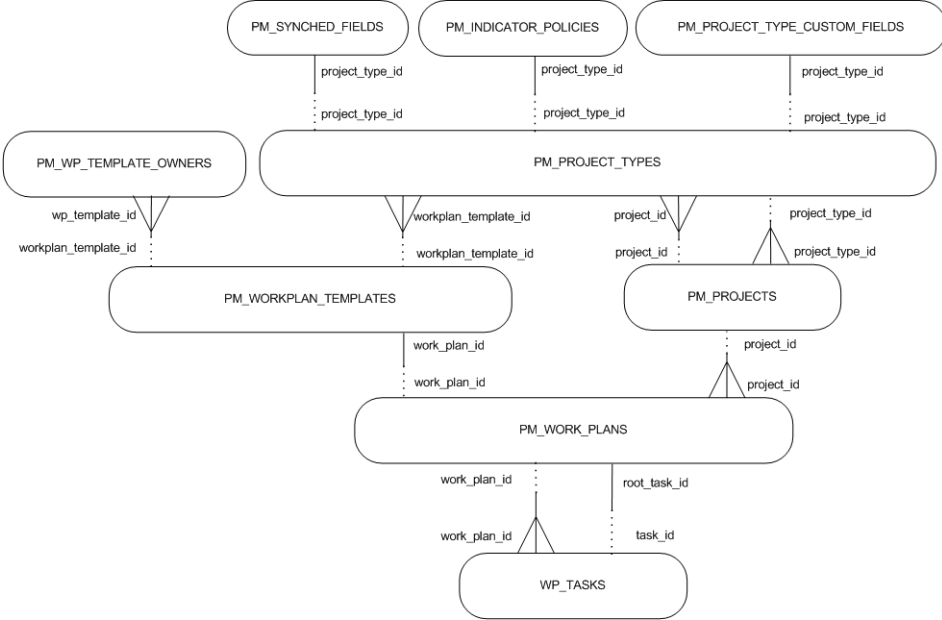 PM_SYNCHED_FIELDS
PM_INDICATOR_POLICIES
PM_PROJECT_TYPE_CUSTOM_FIELDS
project_type_id
project_type_id
project_type_id
project_type_id
project_type_id
project_type_id
PM_WP_TEMPLATE_OWNERS
PM_PROJECT_TYPES
wp_template_id
workplan_template_id
project_id
project_type_id
workplan_template_id
workplan_template_id
project_id
project_type_id
PM_WORKPLAN_TEMPLATES
PM_PROJECTS
work_plan_id
project_id
work_plan_id
project_id
PM_WORK_PLANS
work_plan_id
root_task_id
work_plan_id
task_id
WP_TASKS